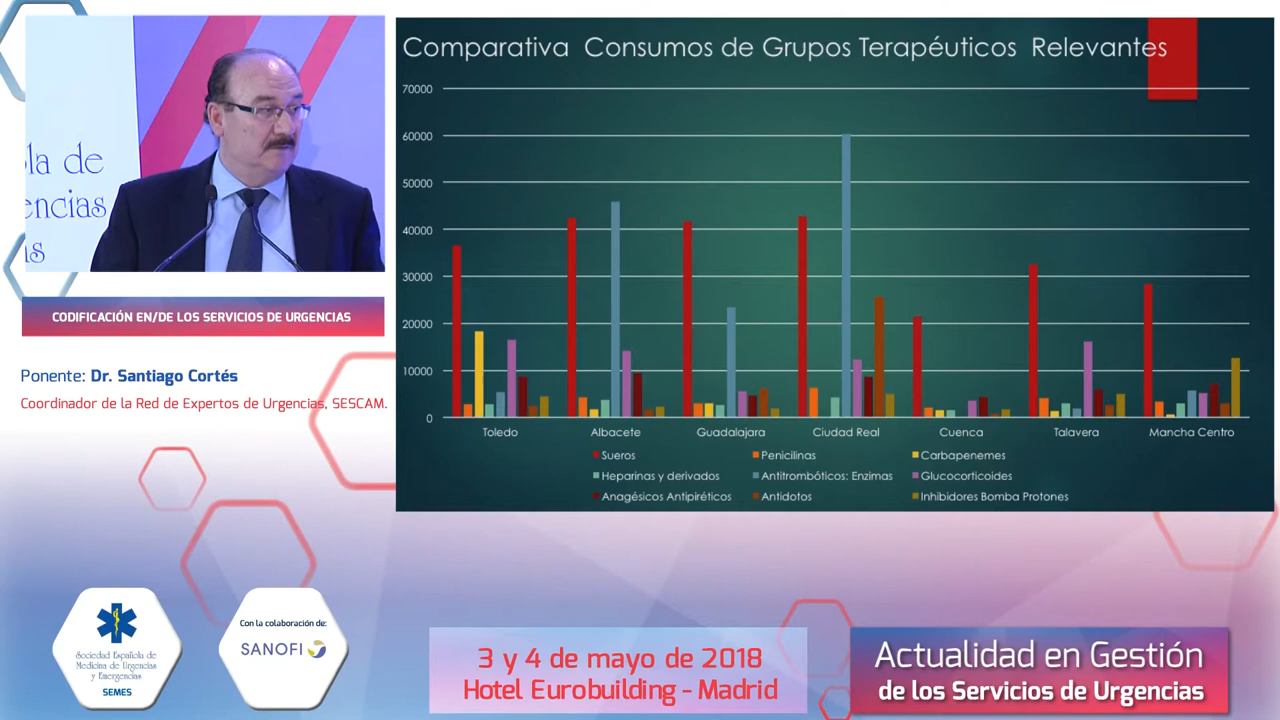 la de
encias
as
CODIFICACIÓN EN/DE LOS SERVICIOS DE URGENCIAS
Ponente: Dr. Santiago Cortés
Coordinador de la Red de Expertos de Urgencias, SESCAM.
Comparativa Consumos de Grupos Terapéuticos Relevantes
70000
60000
50000
40000
30000
20000
10000
0
Toledo Albacete Guadalajara Ciudad Real Cuenca Talavera Mancha Centro
Sueros Penicilinas Carbapenemes
Heparinas y derivados Antitrombóticos: Enzimas Glucocorticoides
Anagésicos Antipiréticos Antidotos Inhibidores Bomba Protones
Sociedad Española de
Medicina de Urgencias
y Emergencias
SEMES
Con la colaboración de:
SANOFI
3 y 4 de mayo de 2018
Hotel Eurobuilding - Madrid
Actualidad en Gestión
de los Servicios de Urgencias